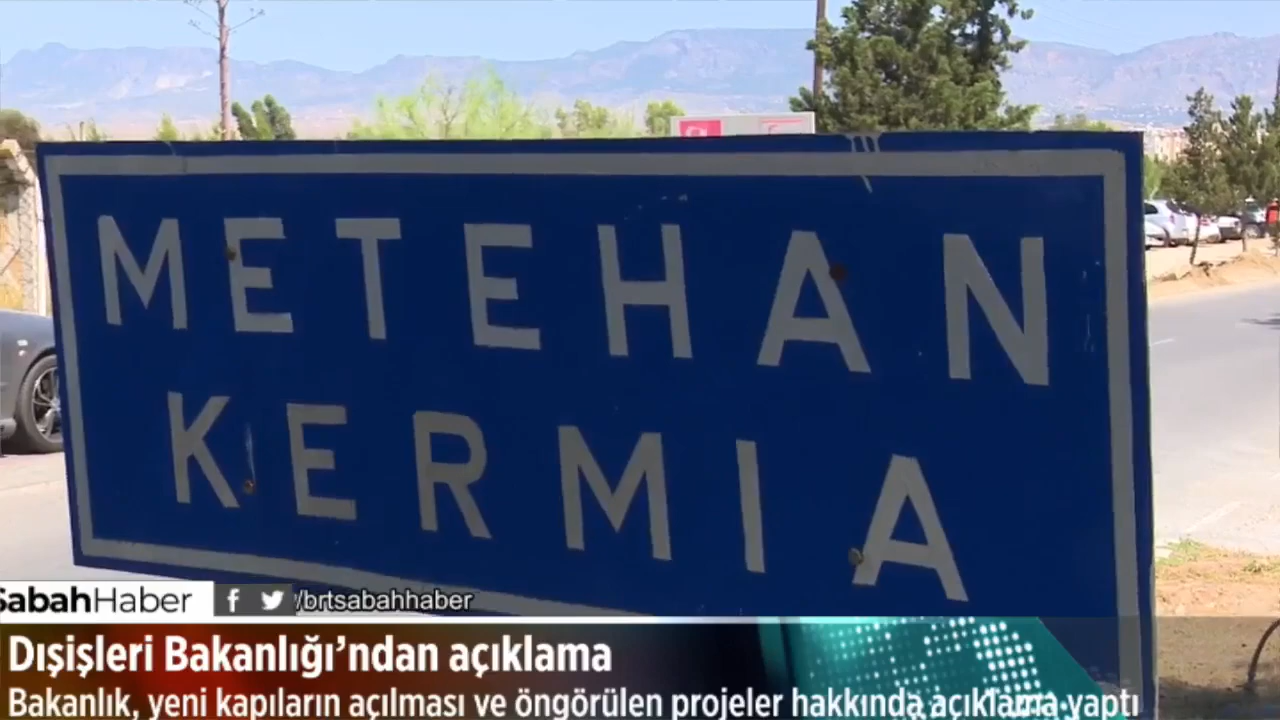 METEHAN
KERMIA
SabahHaber f /brtsabahhaber
Dışişleri Bakanlığı'ndan açıklama
Bakanlık, yeni kapıların açılması ve öngörülen projeler hakkında açıklama yaptı